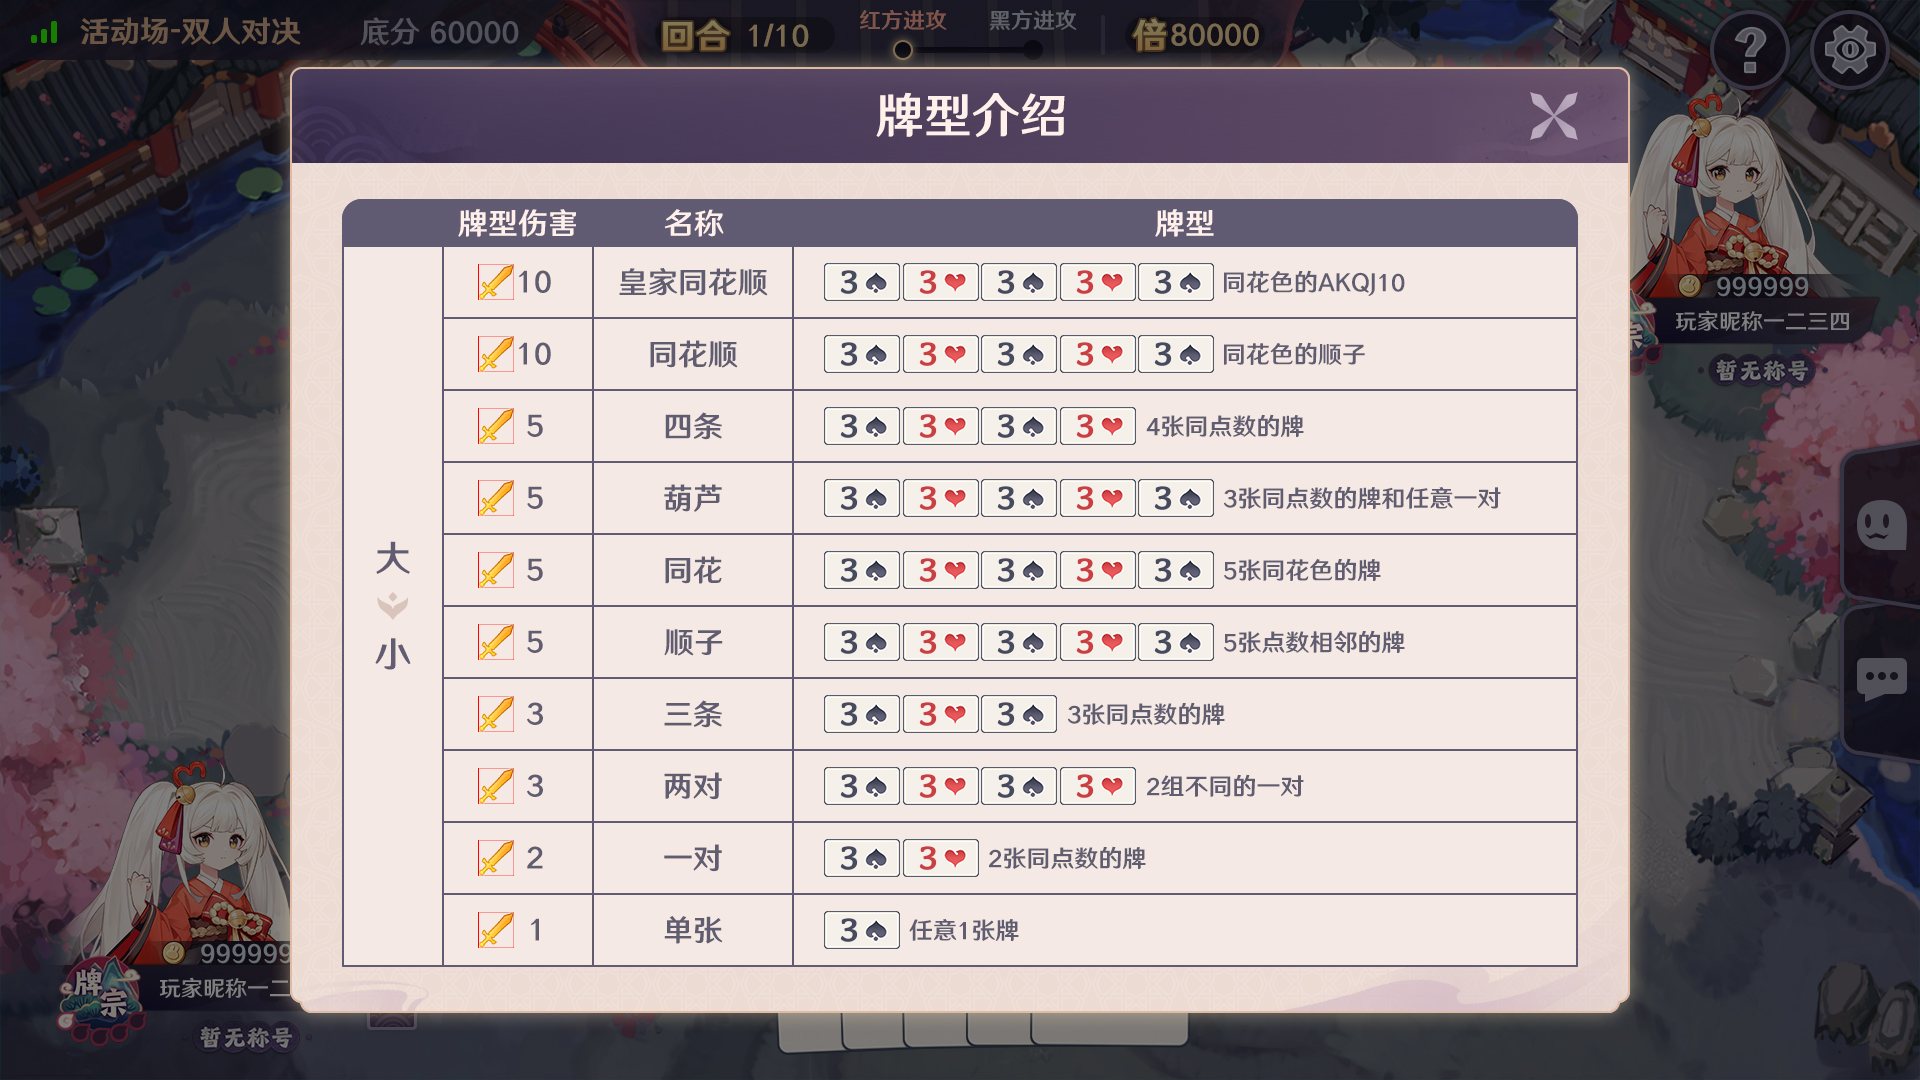 活动场-双人对决 底分 60000 回合 1/10 红方进攻 黑方进攻 倍80000
?
牌型介绍
牌型伤害 名称 牌型
10 皇家同花顺 3 3 3 3 3 同花色的AKQJ10
10 同花顺 3 3 3 3 3 同花色的顺子
5 四条 3 3 3 3 4张同点数的牌
5 葫芦 3 3 3 3 3 3张同点数的牌和任意一对
5 同花 3 3 3 3 3 5张同花色的牌
5 顺子 3 3 3 3 3 5张点数相邻的牌
3 三条 3 3 3 3张同点数的牌
3 两对 3 3 3 3 2组不同的一对
2 一对 3 3 2张同点数的牌
1 单张 3 任意1张牌
大
小
999999
宗
玩家昵称一二三四
暂无称号
999999
牌宗
玩家昵称一二
暂无称号